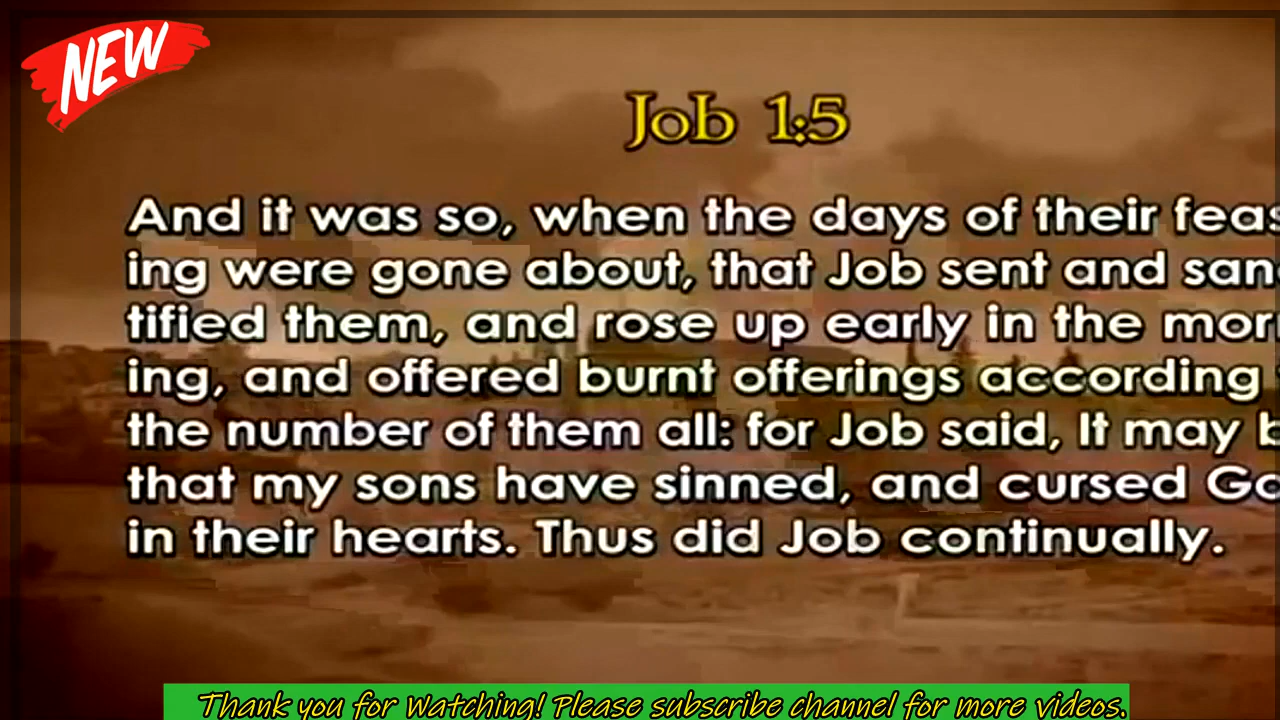 NEW
Job 1:5
And it was so, when the days of their feas
ing were gone about, that Job sent and san
tified them, and rose up early in the mor
ing, and offered burnt offerings according
the number of them all: for Job said, It may b
that my sons have sinned, and cursed Go
in their hearts. Thus did Job continually.
Thank you for Watching! Please subscribe channel for more videos.